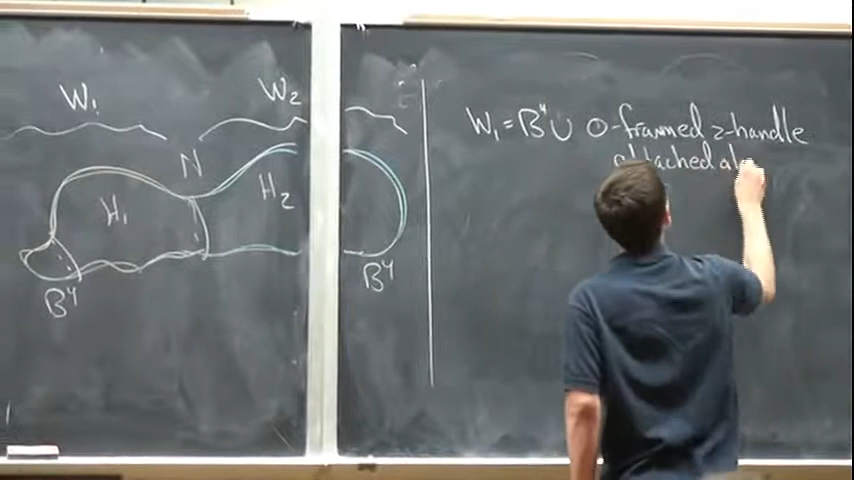 W₁
W₂
N
H₁
H₂
B⁴
B⁴
W₁ = B⁴ ∪ 0-framed 2-handle
attached